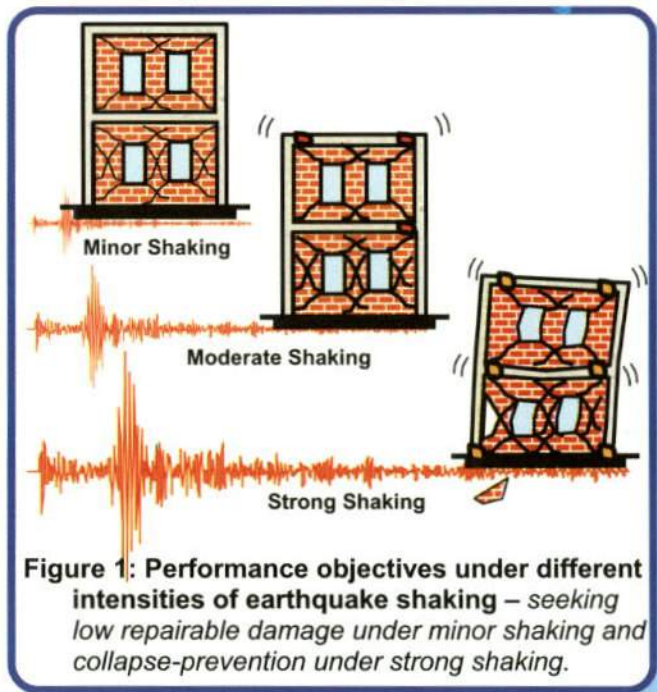 Minor Shaking
Moderate Shaking
Strong Shaking
Figure 1: Performance objectives under different
intensities of earthquake shaking – seeking
low repairable damage under minor shaking and
collapse-prevention under strong shaking.